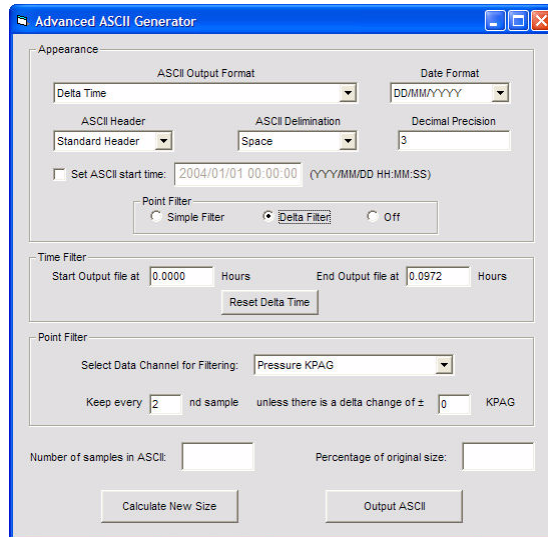 Advanced ASCII Generator
Appearance
ASCII Output Format Date Format
Delta Time DD/MM/YYYY
ASCII Header ASCII Delimination Decimal Precision
Standard Header Space 3
Set ASCII start time: 2004/01/01 00:00:00 (YYY/MM/DD HH:MM:SS)
Point Filter
Simple Filter Delta Filter Off
Time Filter
Start Output file at 0.0000 Hours End Output file at 0.0972 Hours
Reset Delta Time
Point Filter
Select Data Channel for Filtering: Pressure KPAG
Keep every 2 nd sample unless there is a delta change of ± 0 KPAG
Number of samples in ASCII: Percentage of original size:
Calculate New Size Output ASCII